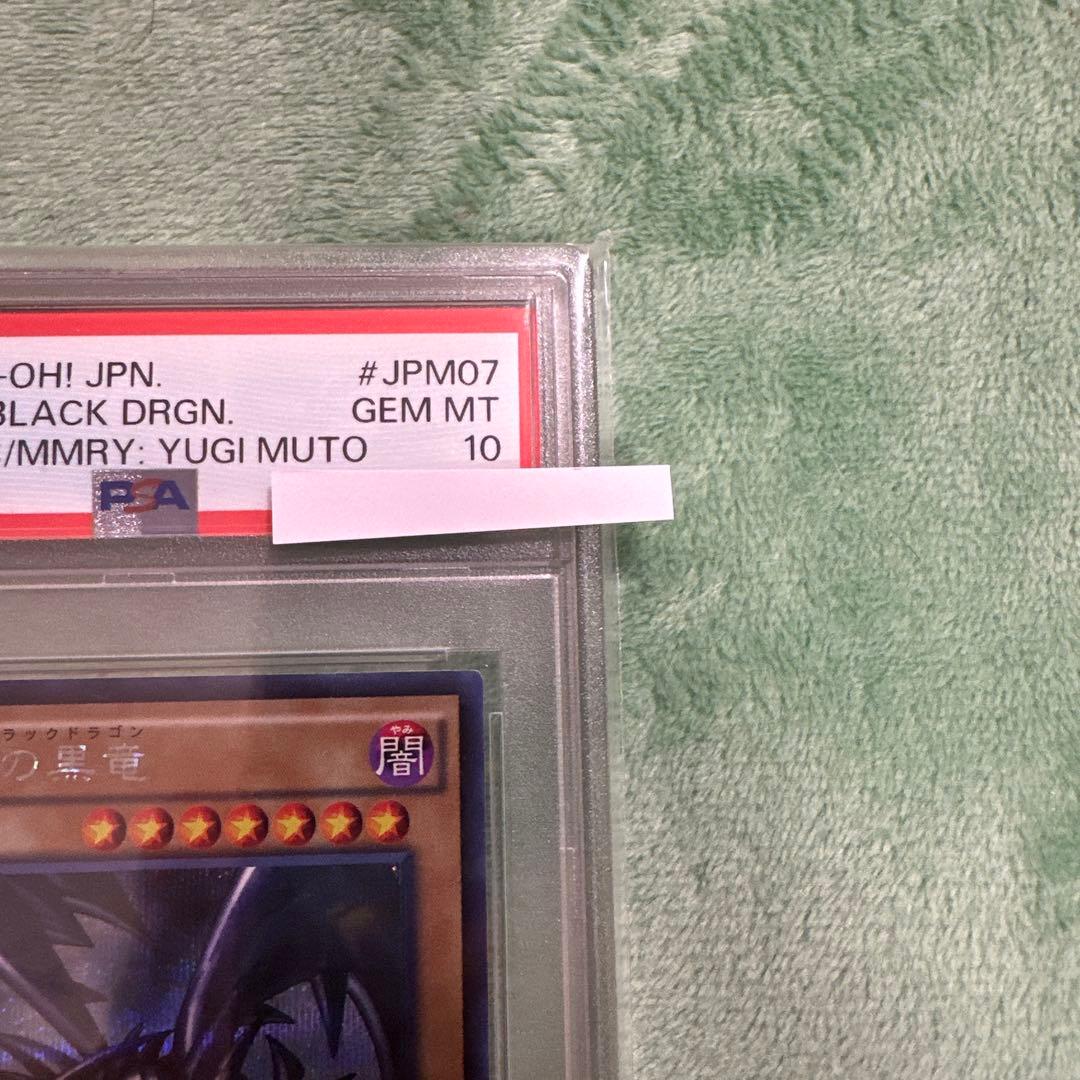 -OH! JPN. #JPM07
BLACK DRGN. GEM MT
/MMRY: YUGI MUTO 10
PSA
ラックドラゴン
の黒竜
やみ
闇